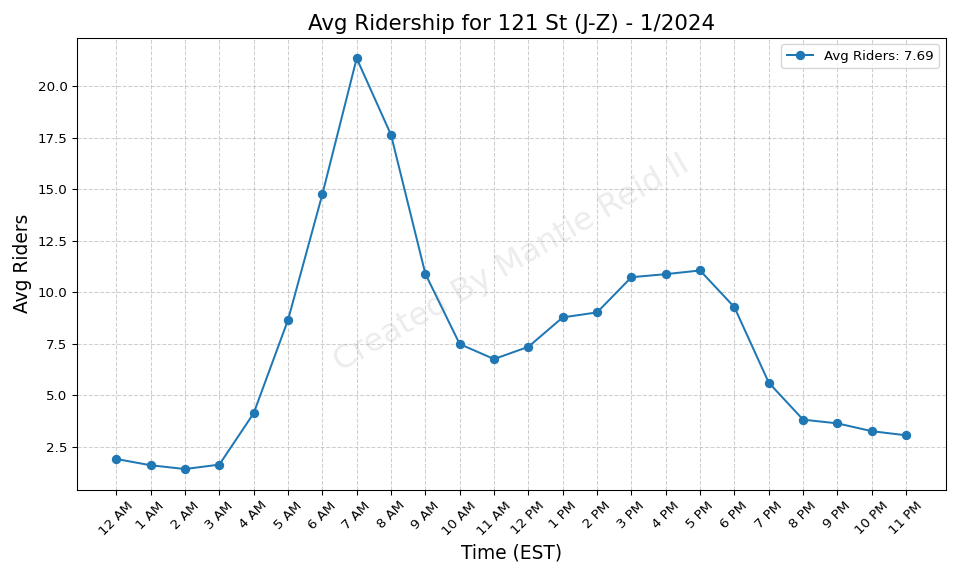 Avg Ridership for 121 St (J-Z) - 1/2024
Avg Riders: 7.69
Avg Riders
20.0
17.5
15.0
12.5
10.0
7.5
5.0
2.5
Created By Mantle Reid II
12 AM 1 AM 2 AM 3 AM 4 AM 5 AM 6 AM 7 AM 8 AM 9 AM 10 AM 11 AM 12 PM 1 PM 2 PM 3 PM 4 PM 5 PM 6 PM 7 PM 8 PM 9 PM 10 PM 11 PM
Time (EST)